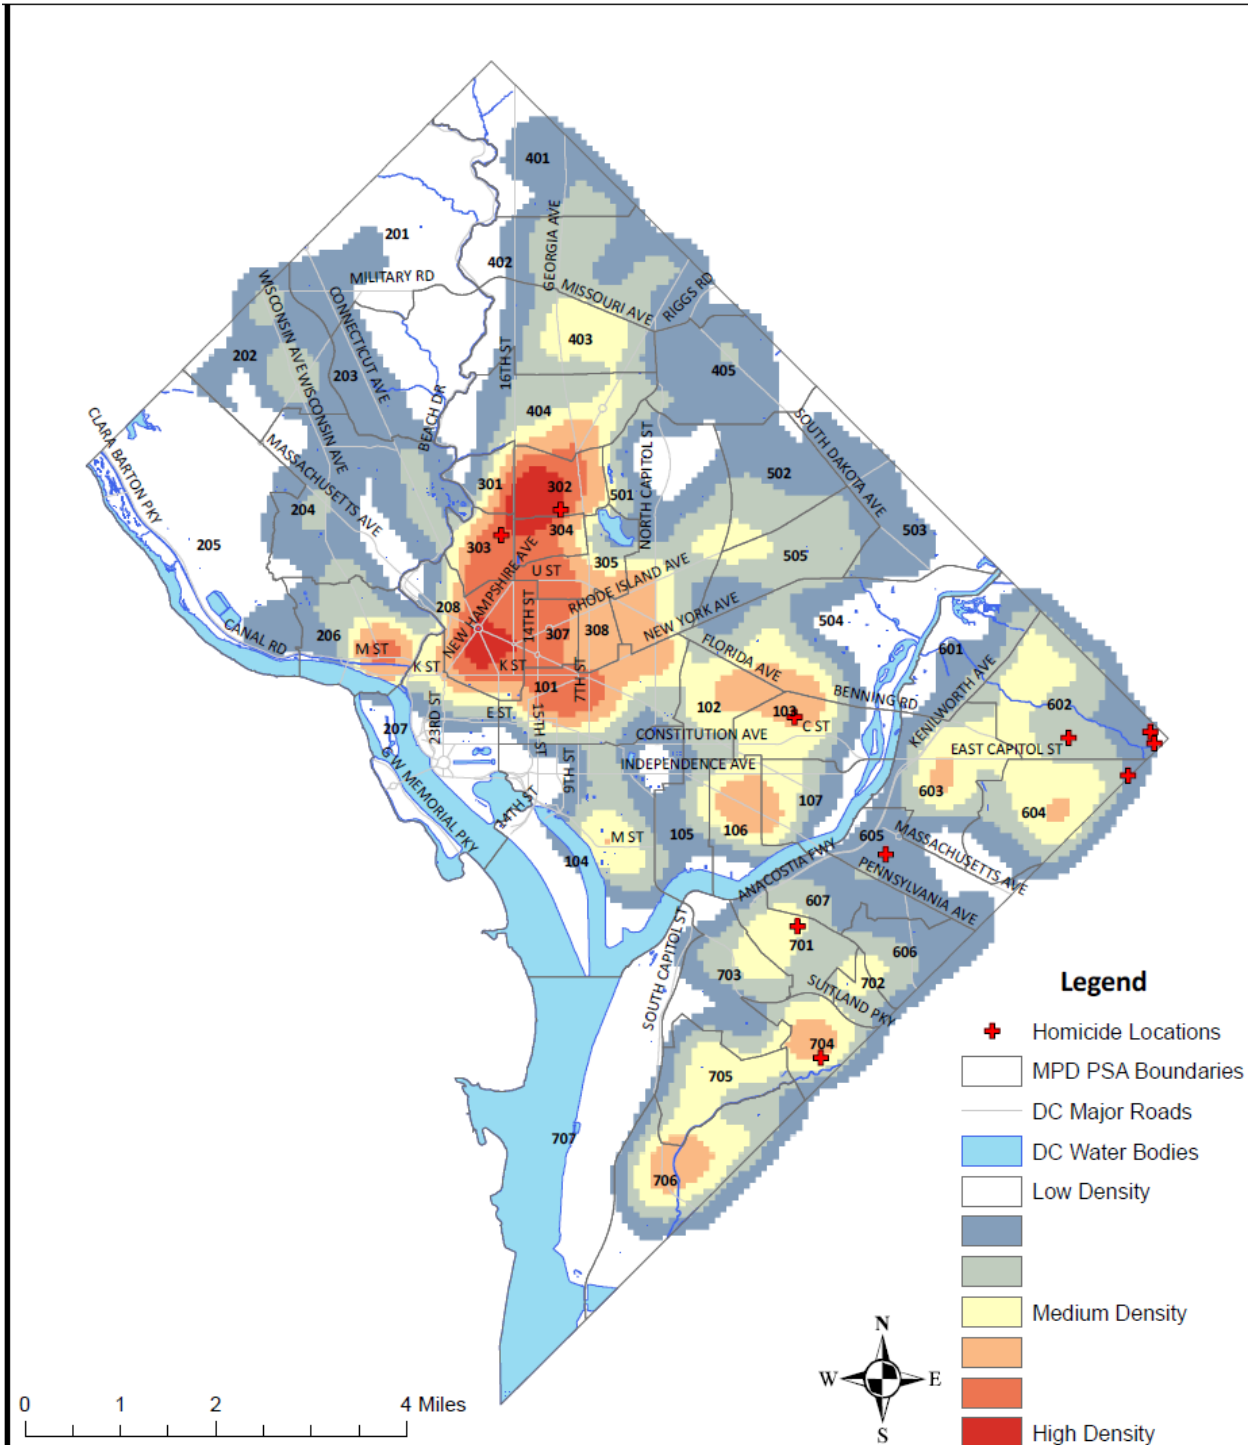 401
201
402
GEORGIA AVE
MILITARY RD
MISSOURI AVE
RIGGS RD
WISCONSIN AVE
CONNECTICUT AVE
403
202
203
16TH ST
405
BEACH DR
404
WISCONSIN AVE
CLARA BARTON PKY
MASSACHUSETTS AVE
SOUTH DAKOTA AVE
NORTH CAPITOL ST
301
302
501
502
204
304
503
205
303
305
505
U ST
RHODE ISLAND AVE
NEW HAMPSHIRE AVE
14TH ST
208
NEW YORK AVE
504
CANAL RD
206
307
308
M ST
K ST
K ST
FLORIDA AVE
601
KENILWORTH AVE
7TH ST
101
BENNING RD
602
102
103
E ST
15TH ST
23RD ST
207
C ST
CONSTITUTION AVE
EAST CAPITOL ST
INDEPENDENCE AVE
9TH ST
G W MEMORIAL PKY
603
107
604
14TH ST
M ST
105
106
605
MASSACHUSETTS AVE
104
ANACOSTIA FWY
PENNSYLVANIA AVE
607
701
606
SOUTH CAPITOL ST
703
702
SUITLAND PKY
704
705
707
706
Legend
Homicide Locations
MPD PSA Boundaries
DC Major Roads
DC Water Bodies
Low Density
Medium Density
High Density
N
W
E
S
0 1 2 4 Miles